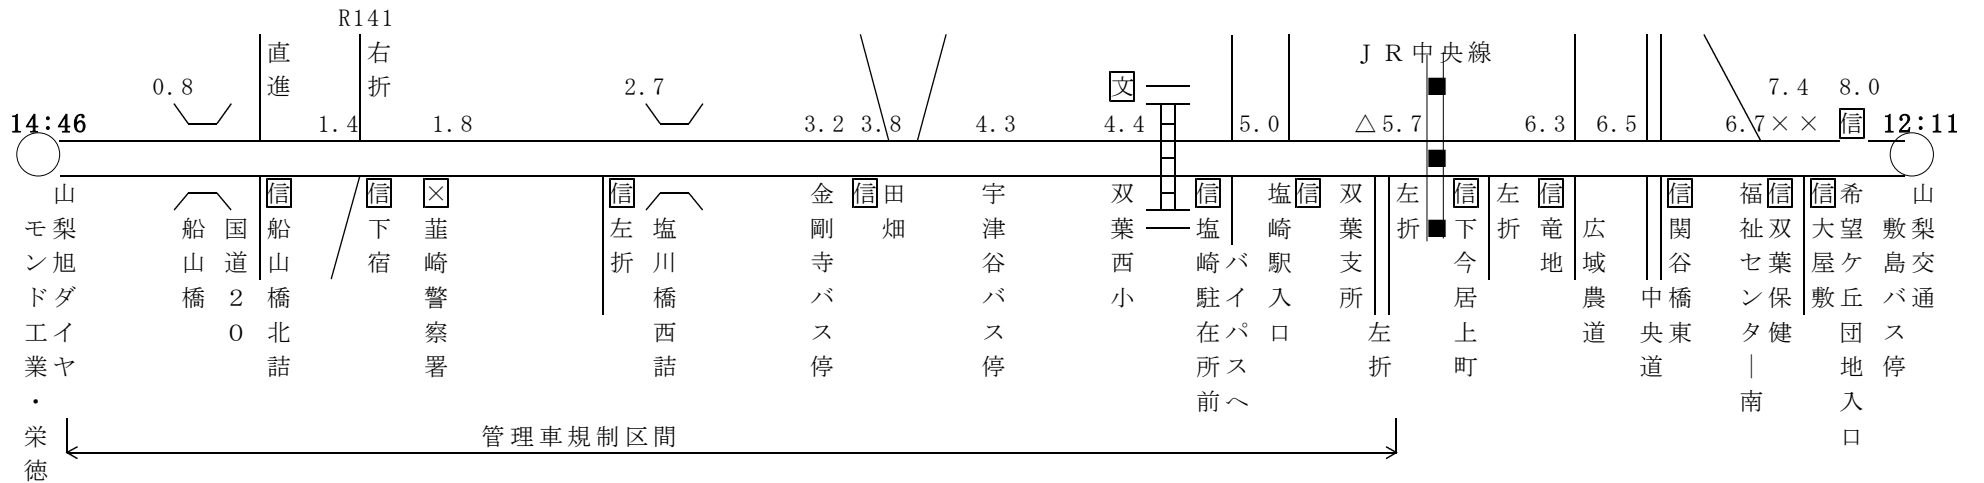 R141
直進
右折
ＪＲ中央線
0.8
2.7
文
7.4
8.0
14:46
1.4
1.8
3.2
3.8
4.3
4.4
5.0
△5.7
6.3
6.5
6.7××
信
12:11
山梨旭ダイヤ
モンド工業・栄徳
船山橋
国道２０
信船山橋北詰
信下宿
×韮崎警察署
信左折
塩川橋西詰
金剛寺バス停
信
田畑
宇津谷バス停
双葉西小
信塩崎駐在所前
バイパスへ
塩崎駅入口
信
双葉支所
左折
左折
信下今居上町
左折
信竜地
広域農道
中央道
信関谷橋東
福祉センター南
信双葉保健
信大屋敷
希望ケ丘団地入口
山梨交通
敷島バス停
管理車規制区間